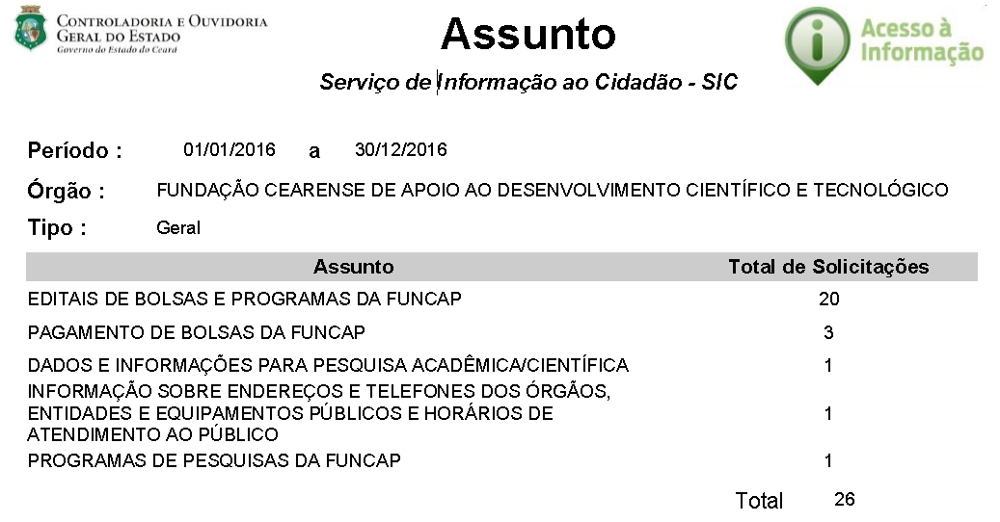 CONTROLADORIA E OUVIDORIA
GERAL DO ESTADO
Governo do Estado do Ceará
Assunto
Acesso à
Informação
Serviço de Informação ao Cidadão - SIC
Período : 01/01/2016 a 30/12/2016
Órgão : FUNDAÇÃO CEARENSE DE APOIO AO DESENVOLVIMENTO CIENTÍFICO E TECNOLÓGICO
Tipo : Geral
Assunto Total de Solicitações
EDITAIS DE BOLSAS E PROGRAMAS DA FUNCAP 20
PAGAMENTO DE BOLSAS DA FUNCAP 3
DADOS E INFORMAÇÕES PARA PESQUISA ACADÊMICA/CIENTÍFICA 1
INFORMAÇÃO SOBRE ENDEREÇOS E TELEFONES DOS ÓRGÃOS,
ENTIDADES E EQUIPAMENTOS PÚBLICOS E HORÁRIOS DE 1
ATENDIMENTO AO PÚBLICO
PROGRAMAS DE PESQUISAS DA FUNCAP 1
Total 26